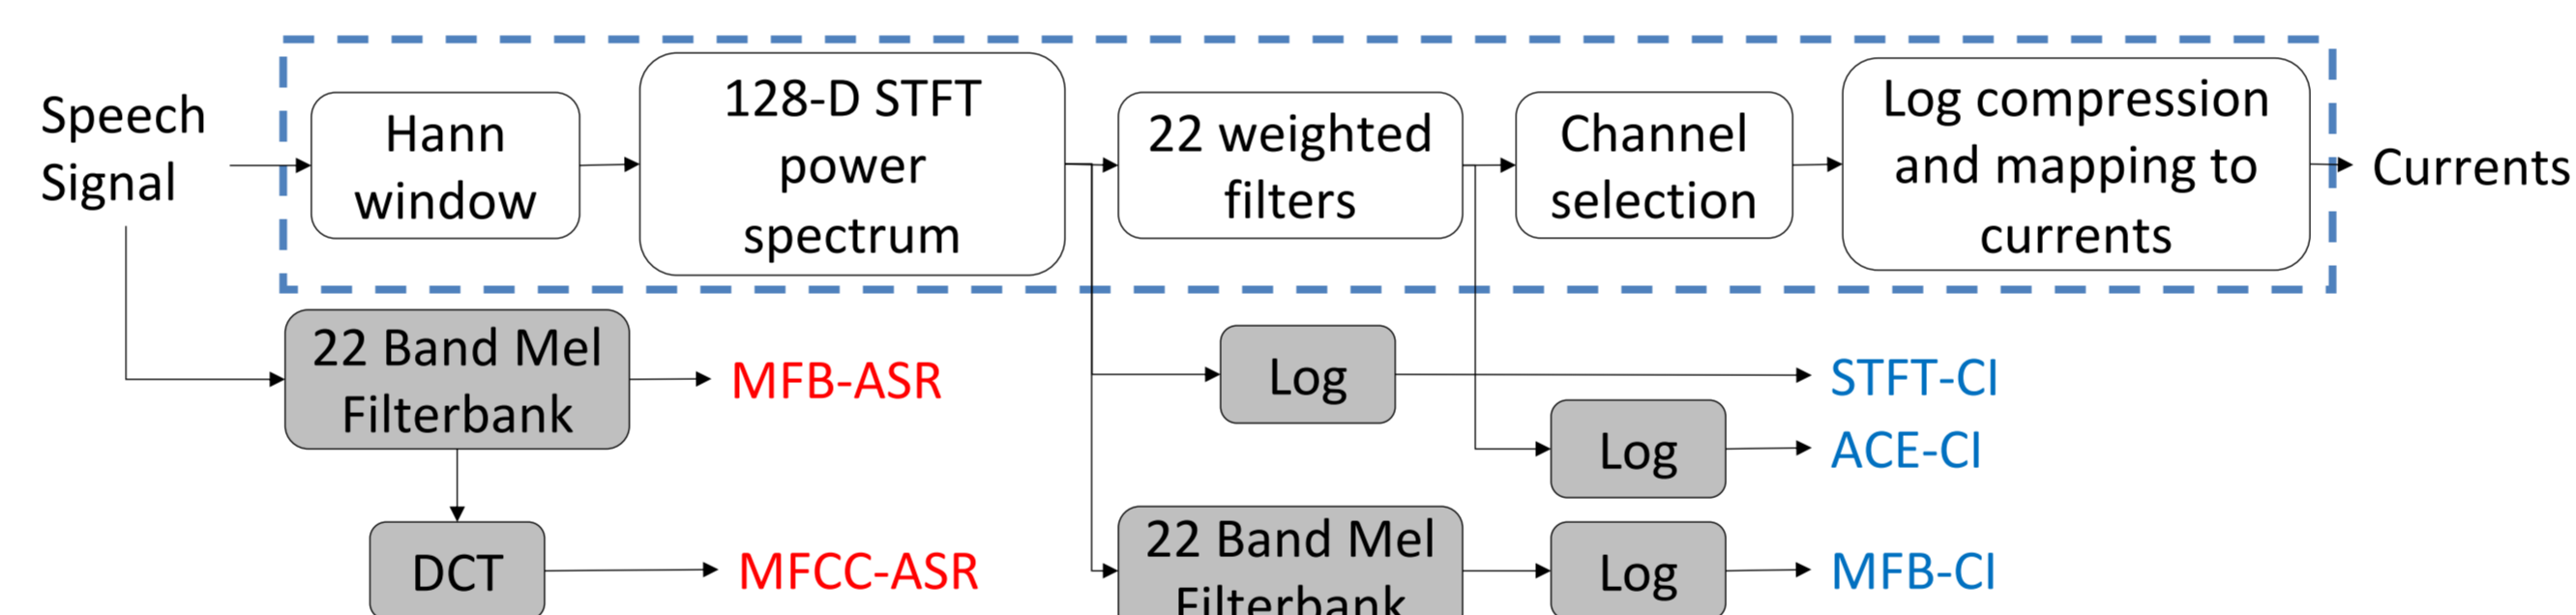 Speech
Signal
Hann
window
128-D STFT
power
spectrum
22 weighted
filters
Channel
selection
Log compression
and mapping to
currents
Currents
22 Band Mel
Filterbank
MFB-ASR
Log
STFT-CI
Log
ACE-CI
DCT
MFCC-ASR
22 Band Mel
Filterbank
Log
MFB-CI